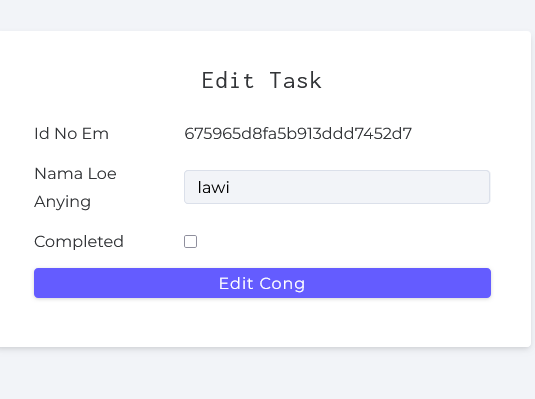 Edit Task
Id No Em 675965d8fa5b913ddd7452d7
Nama Loe
Anying
lawi
Completed
Edit Cong